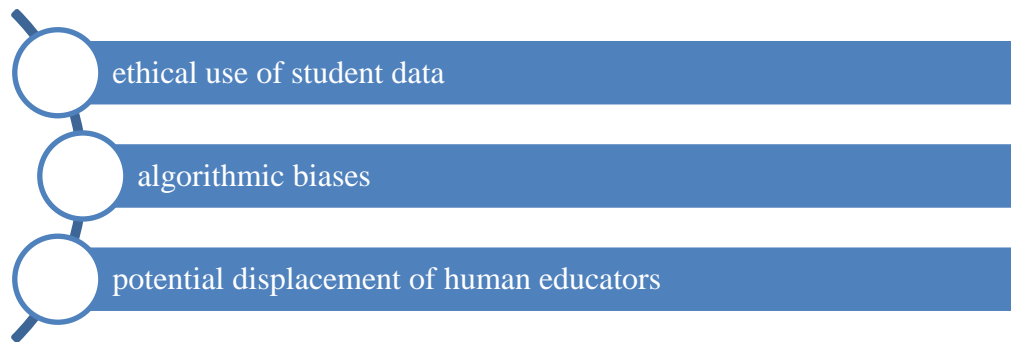 ethical use of student data
algorithmic biases
potential displacement of human educators